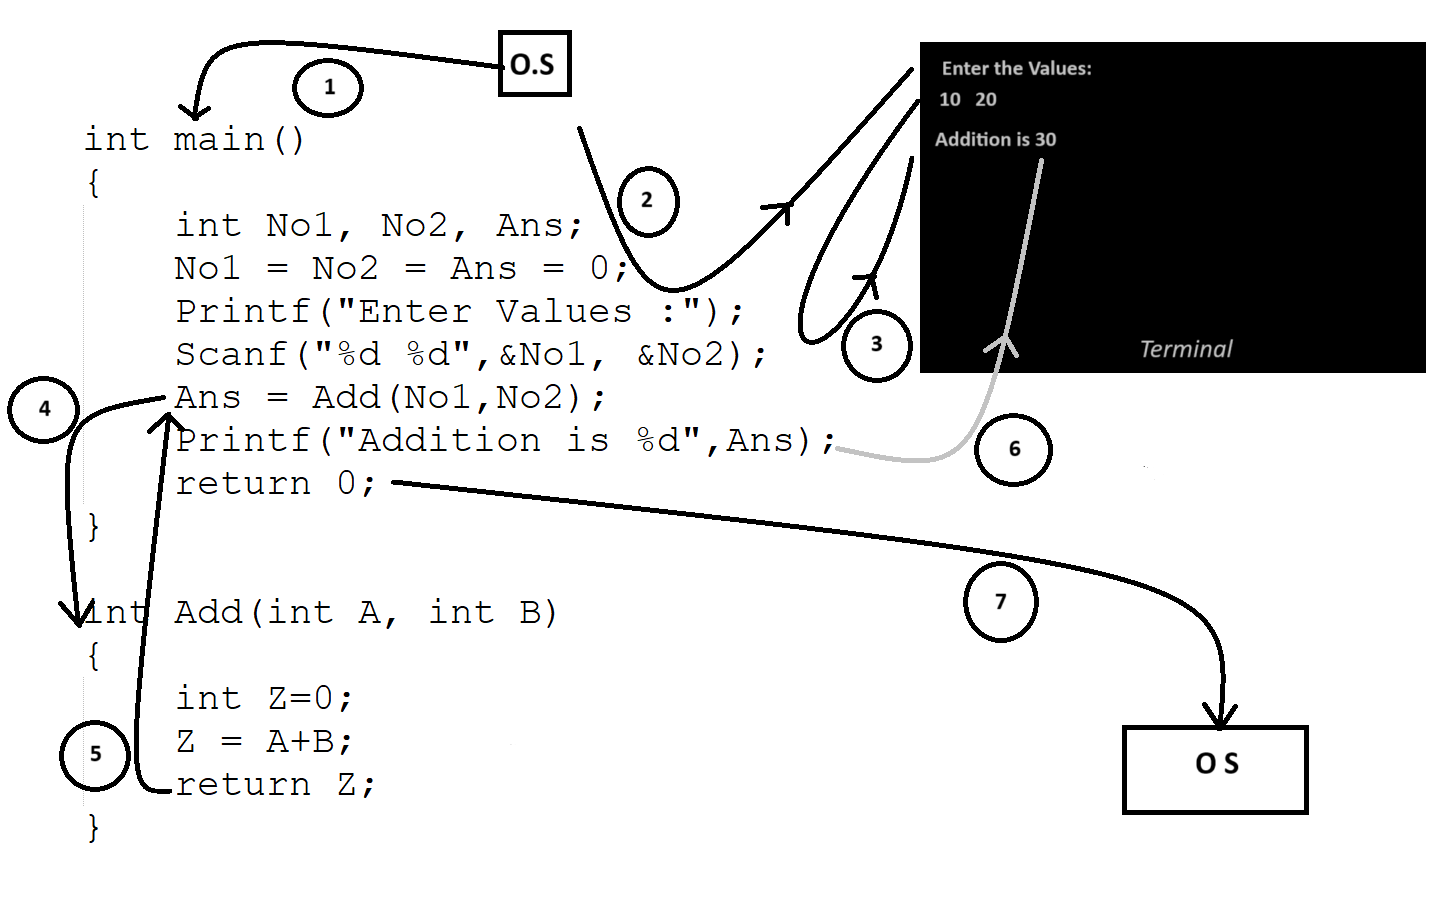 O.S
1
int main()
{
int No1, No2, Ans;
No1 = No2 = Ans = 0;
Printf("Enter Values :");
Scanf("%d %d",&No1, &No2);
Ans = Add(No1,No2);
Printf("Addition is %d",Ans);
return 0;
}
int Add(int A, int B)
{
int Z=0;
Z = A+B;
return Z;
}
2
3
4
5
6
7
Enter the Values:
10 20
Addition is 30
Terminal
O S